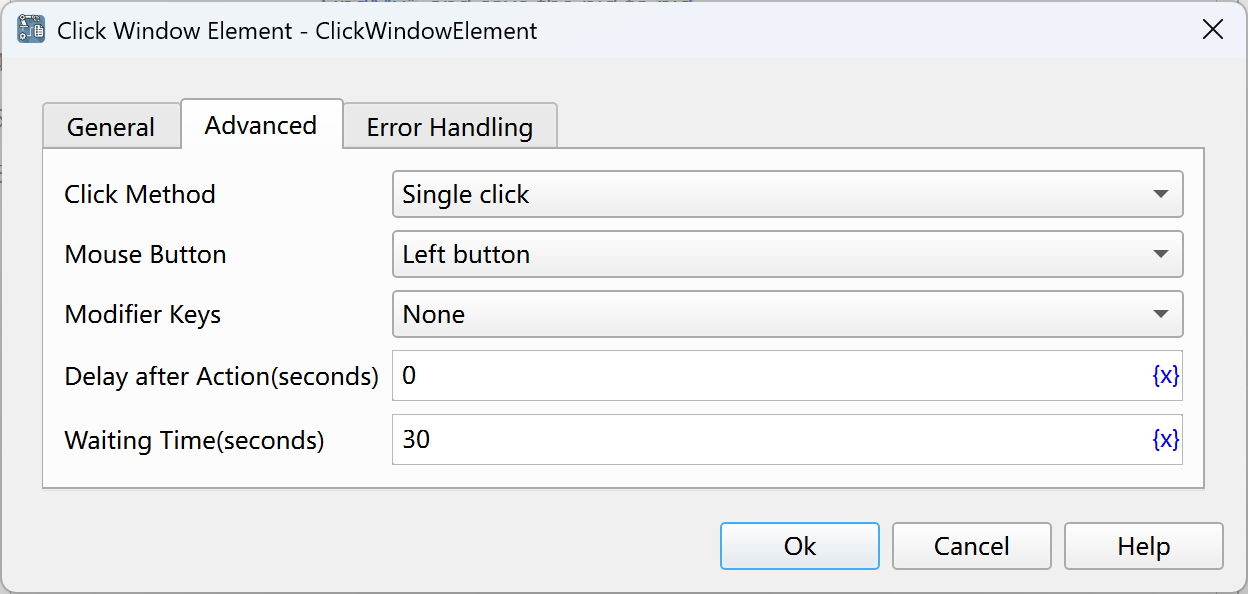 Click Window Element - ClickWindowElement
General Advanced Error Handling
Click Method Single click
Mouse Button Left button
Modifier Keys None
Delay after Action(seconds) 0 {x}
Waiting Time(seconds) 30 {x}
Ok Cancel Help